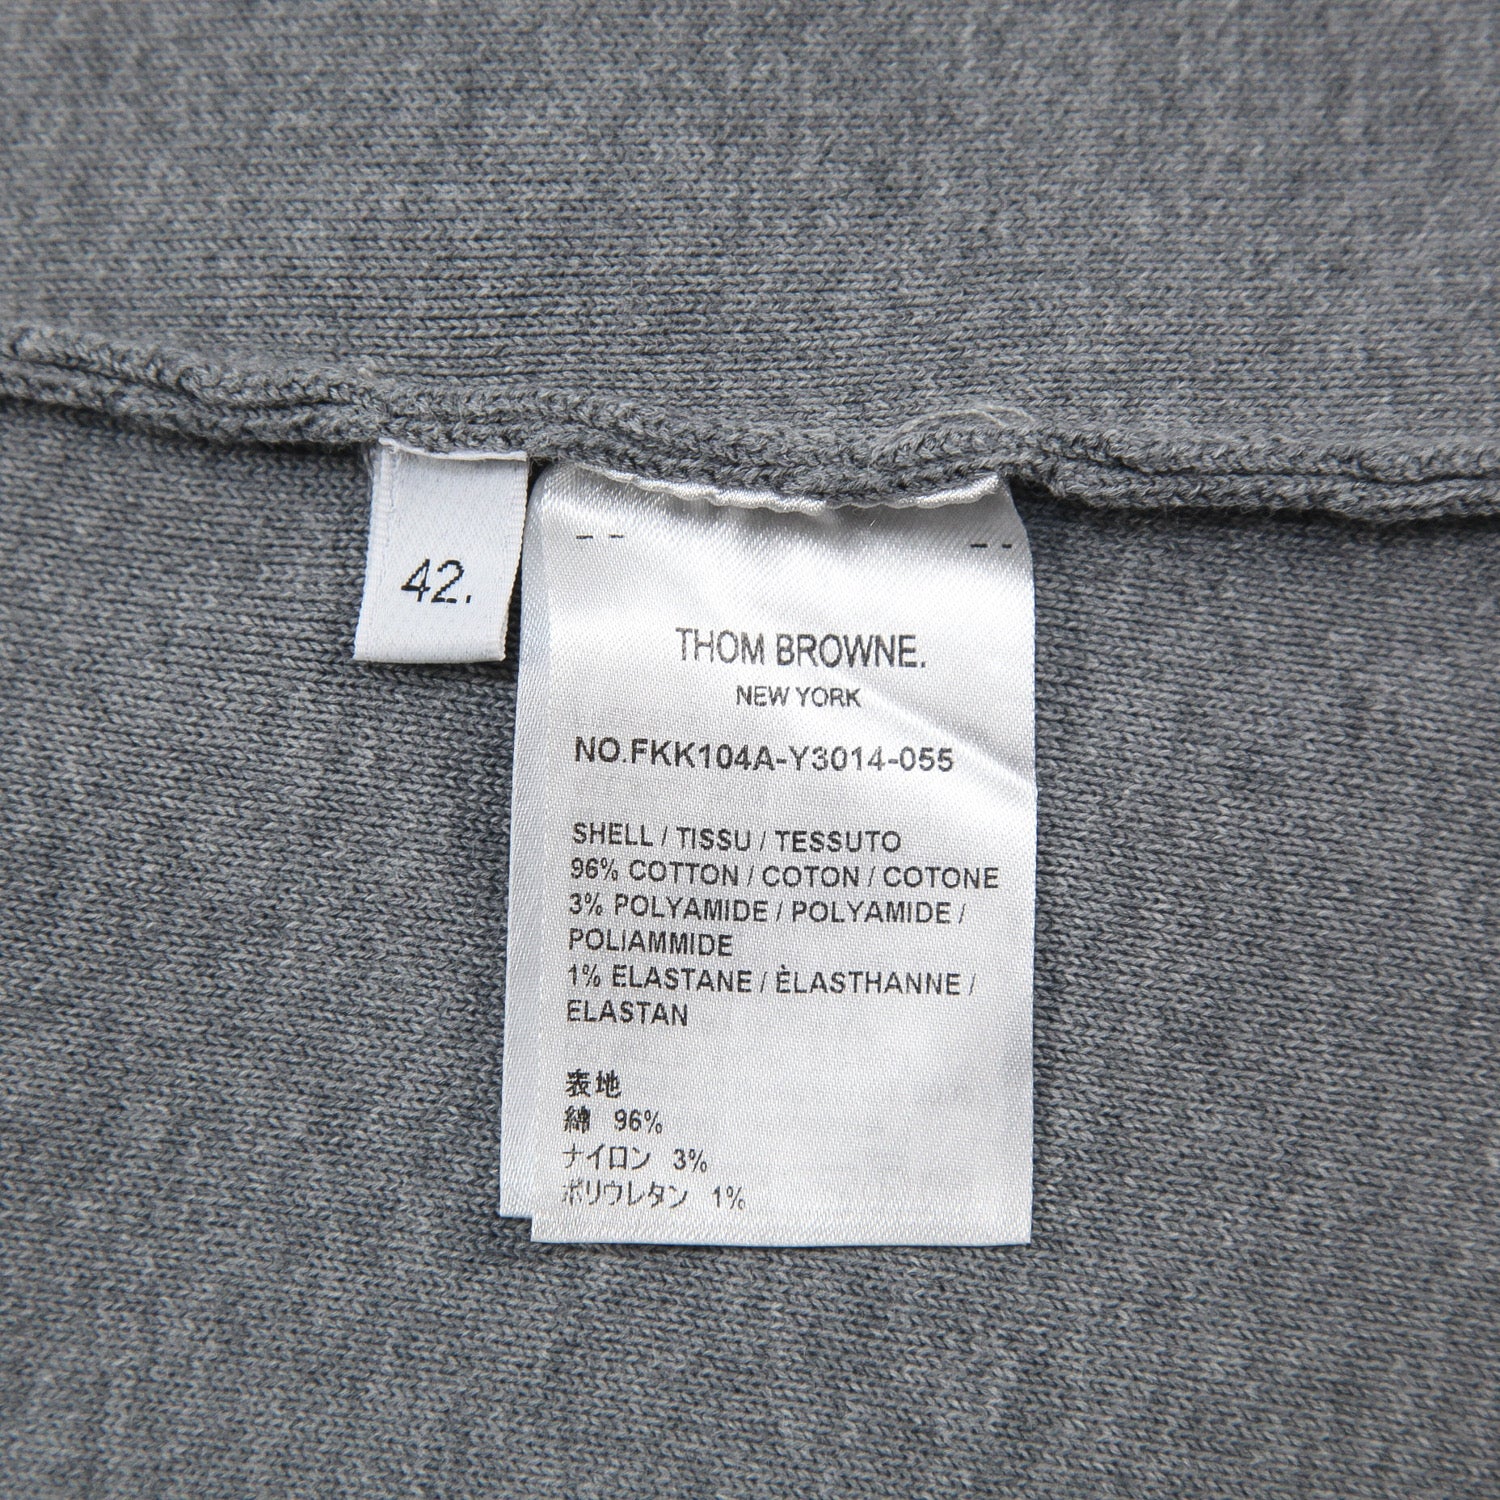 42.
THOM BROWNE.
NEW YORK
NO.FKK104A-Y3014-055
SHELL / TISSU / TESSUTO
96% COTTON / COTON / COTONE
3% POLYAMIDE / POLYAMIDE /
POLIAMMIDE
1% ELASTANE / ÈLASTHANNE /
ELASTAN
表地
綿 96%
ナイロン 3%
ポリウレタン 1%